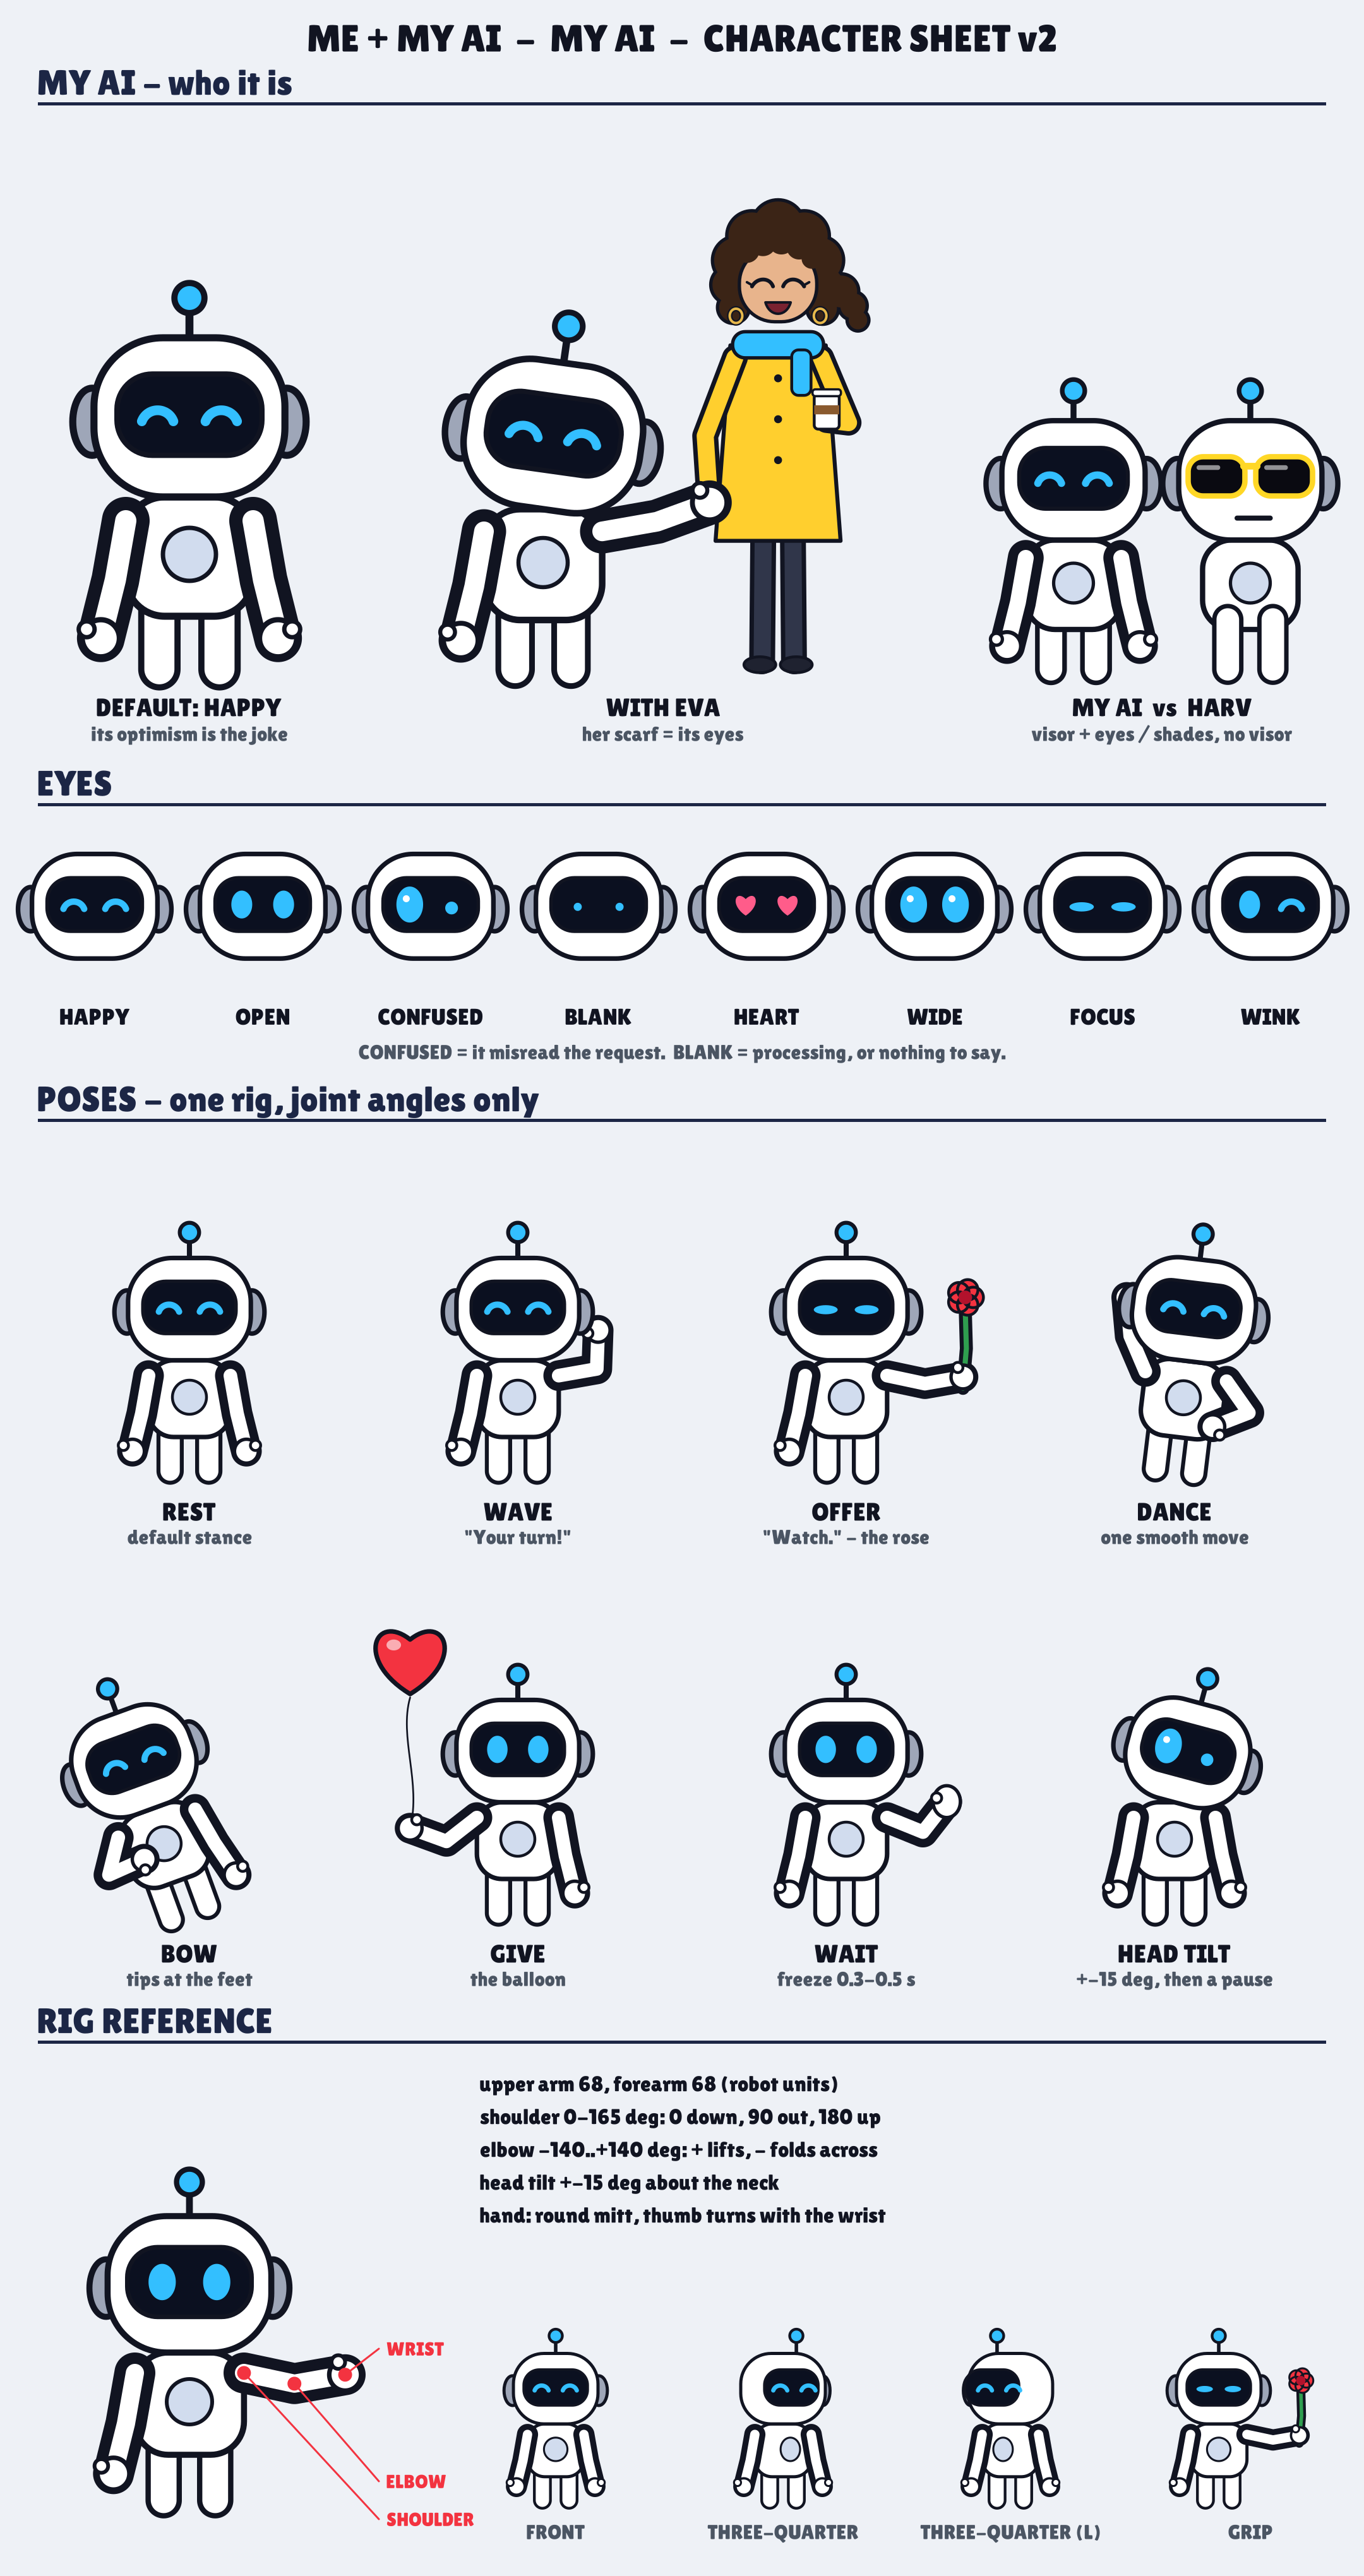 ME + MY AI – MY AI – CHARACTER SHEET v2
MY AI – who it is
DEFAULT: HAPPY
its optimism is the joke
WITH EVA
her scarf = its eyes
MY AI vs HARV
visor + eyes / shades, no visor
EYES
HAPPY
OPEN
CONFUSED
BLANK
HEART
WIDE
FOCUS
WINK
CONFUSED = it misread the request. BLANK = processing, or nothing to say.
POSES – one rig, joint angles only
REST
default stance
WAVE
"Your turn!"
OFFER
"Watch." – the rose
DANCE
one smooth move
BOW
tips at the feet
GIVE
the balloon
WAIT
freeze 0.3–0.5 s
HEAD TILT
+-15 deg, then a pause
RIG REFERENCE
upper arm 68, forearm 68 (robot units)
shoulder 0–165 deg: 0 down, 90 out, 180 up
elbow -140..+140 deg: + lifts, - folds across
head tilt +-15 deg about the neck
hand: round mitt, thumb turns with the wrist
WRIST
ELBOW
SHOULDER
FRONT
THREE-QUARTER
THREE-QUARTER (L)
GRIP